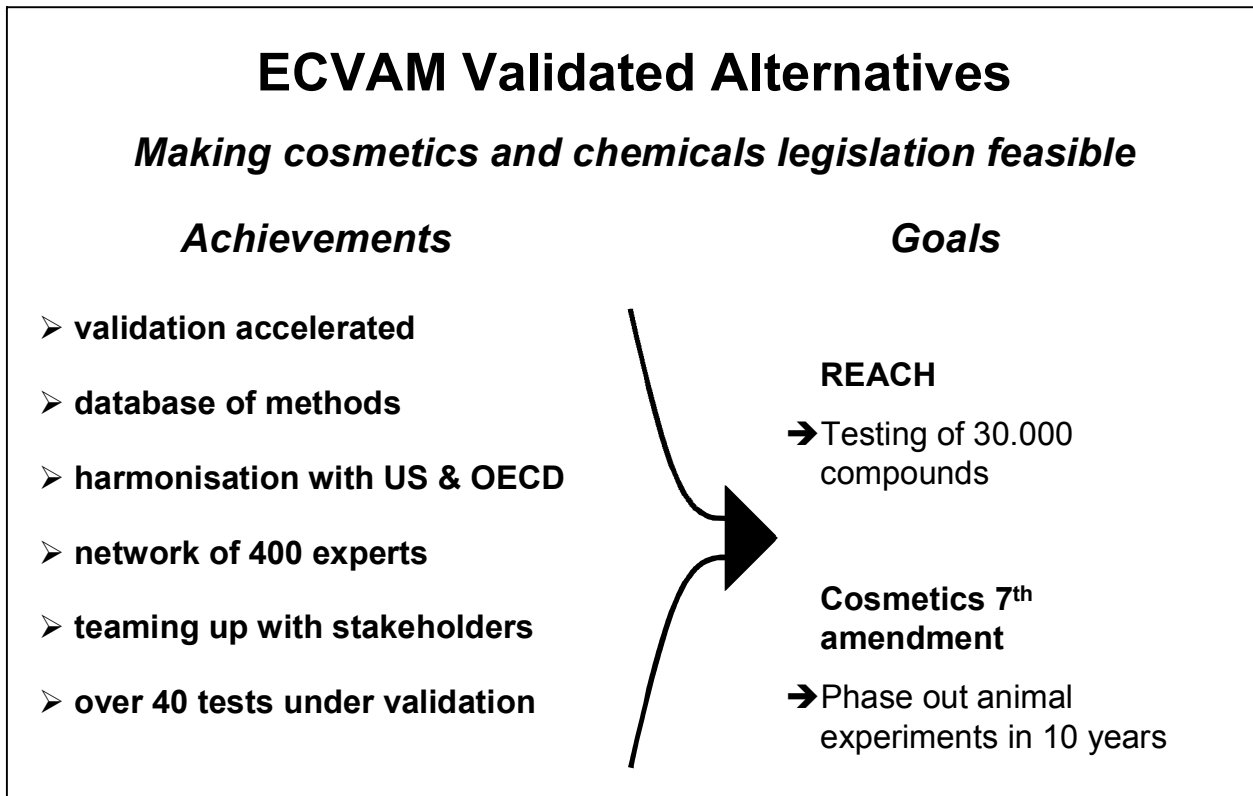 ECVAM Validated Alternatives
Making cosmetics and chemicals legislation feasible
Achievements
➢ validation accelerated
➢ database of methods
➢ harmonisation with US & OECD
➢ network of 400 experts
➢ teaming up with stakeholders
➢ over 40 tests under validation
Goals
REACH
➔Testing of 30.000
compounds
Cosmetics 7th
amendment
➔Phase out animal
experiments in 10 years